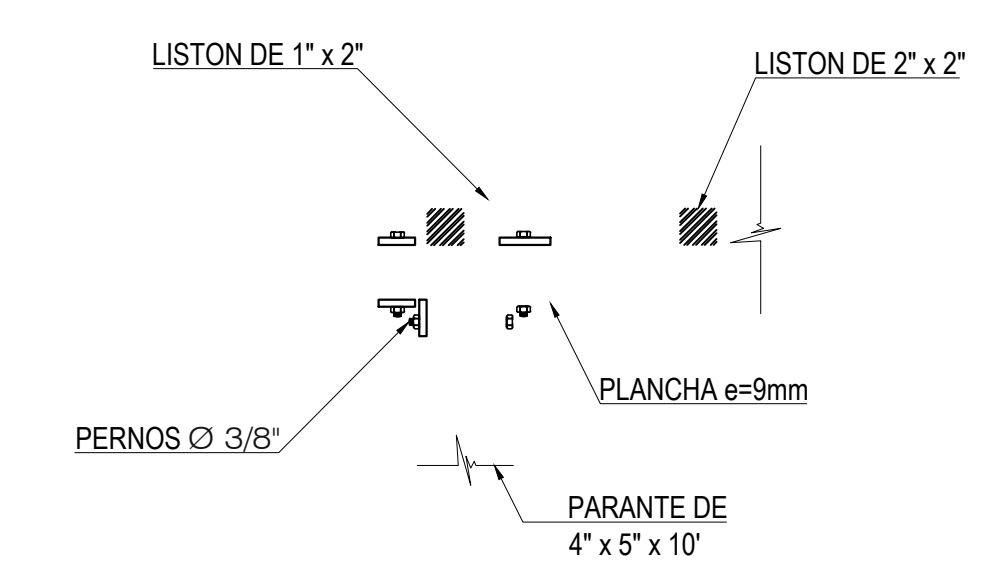 LISTON DE 1" x 2"
LISTON DE 2" x 2"
PLANCHA e=9mm
PERNOS Ø 3/8"
PARANTE DE
4" x 5" x 10'